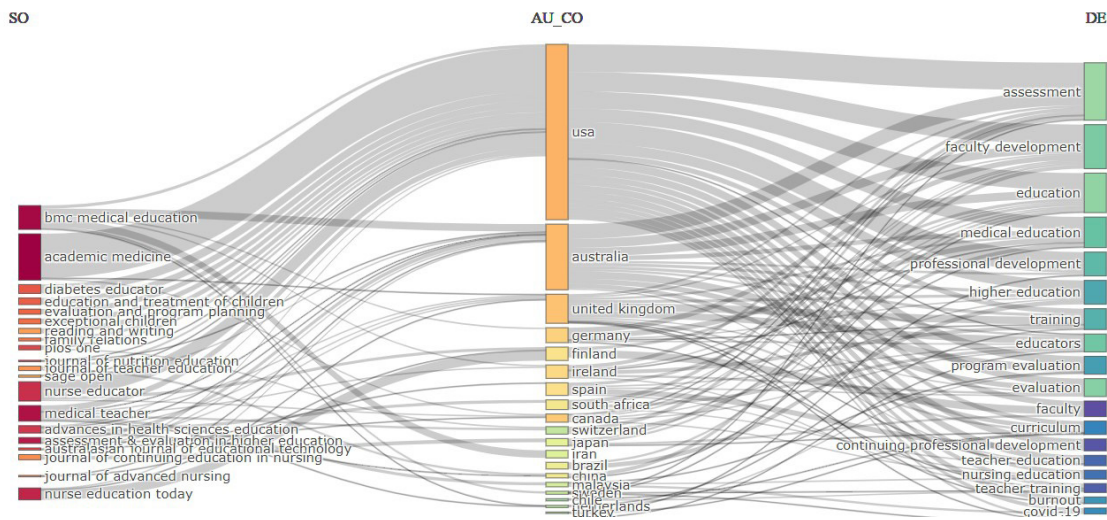 SO
AU_CO
DE
bmc medical education
academic medicine
diabetes educator
education and treatment of children
evaluation and program planning
exceptional children
reading and writing
family relations
plos one
journal of nutrition education
journal of teacher education
sage open
nurse educator
medical teacher
advances in health sciences education
assessment & evaluation in higher education
australasian journal of educational technology
journal of continuing education in nursing
journal of advanced nursing
nurse education today
usa
australia
united kingdom
germany
finland
ireland
spain
south africa
canada
switzerland
japan
iran
brazil
china
malaysia
sweden
chile
netherlands
turkey
assessment
faculty development
education
medical education
professional development
higher education
training
educators
program evaluation
evaluation
faculty
curriculum
continuing professional development
teacher education
nursing education
teacher training
burnout
covid-19